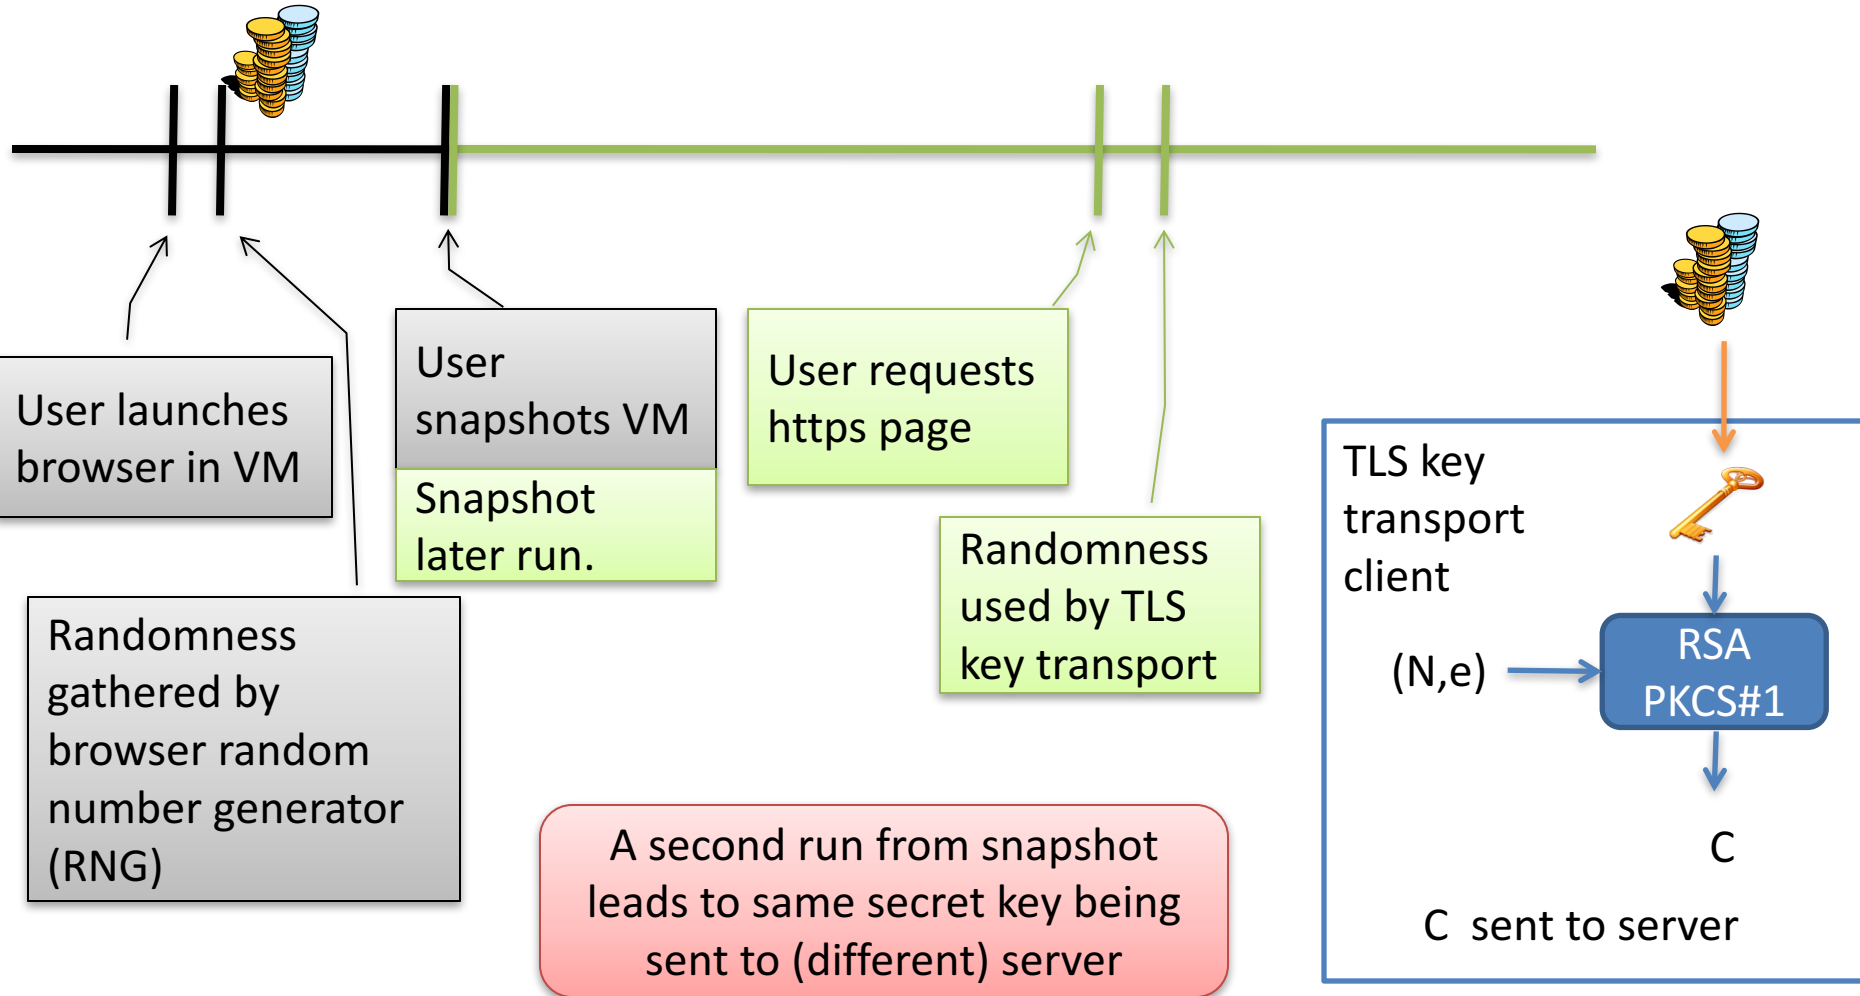 User launches
browser in VM
Randomness
gathered by
browser random
number generator
(RNG)
User
snapshots VM
Snapshot
later run.
User requests
https page
Randomness
used by TLS
key transport
A second run from snapshot
leads to same secret key being
sent to (different) server
TLS key
transport
client
(N,e)
RSA
PKCS#1
C
C sent to server